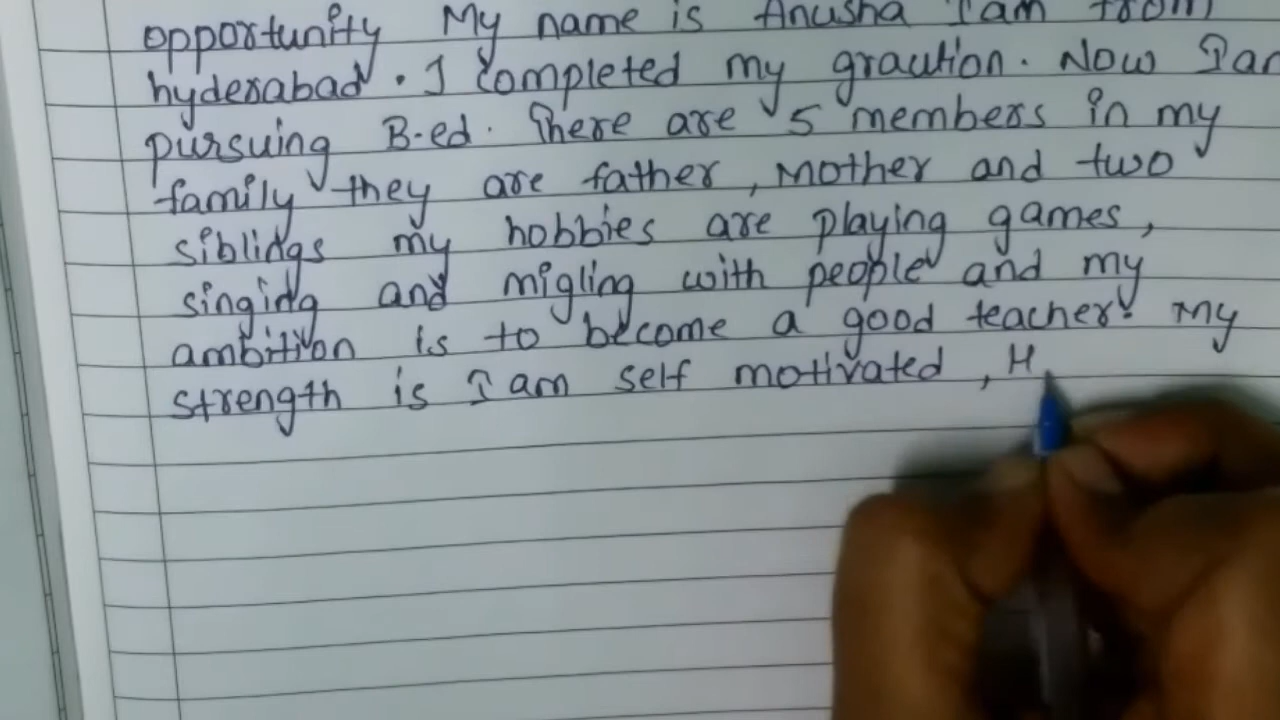 opportunity My name is Anusha I am from
hyderabad. I completed my graution. Now I am
pursuing B-ed. There are 5 members in my
family they are father, Mother and two
siblings my hobbies are playing games,
singing and migling with people and my
ambition is to become a good teacher. My
strength is I am self motivated, H